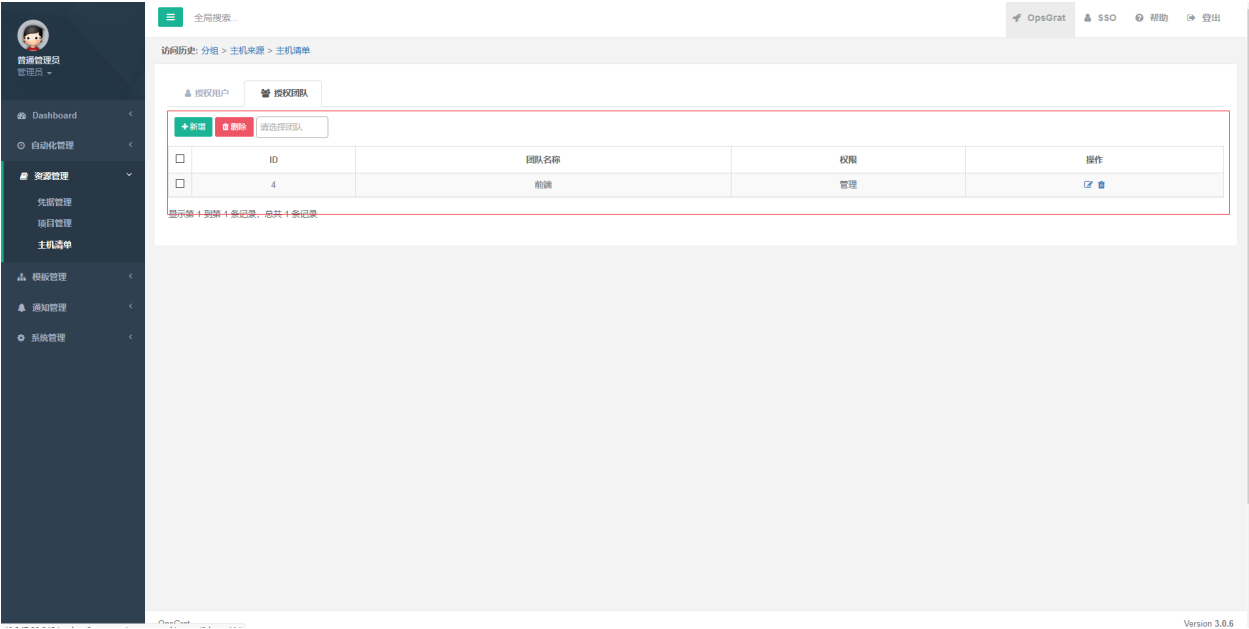 全局搜索...
OpsGrat SSO 帮助 登出
普通管理员
管理员
访问历史: 分组 > 主机来源 > 主机清单
授权用户 授权团队
Dashboard
自动化管理
资源管理
凭据管理
项目管理
主机清单
模板管理
通知管理
系统管理
新增 删除 请选择团队
ID 团队名称 权限 操作
4 前端 管理
显示第 1 到第 1 条记录，总共 1 条记录
OpsGrat
Version 3.0.6